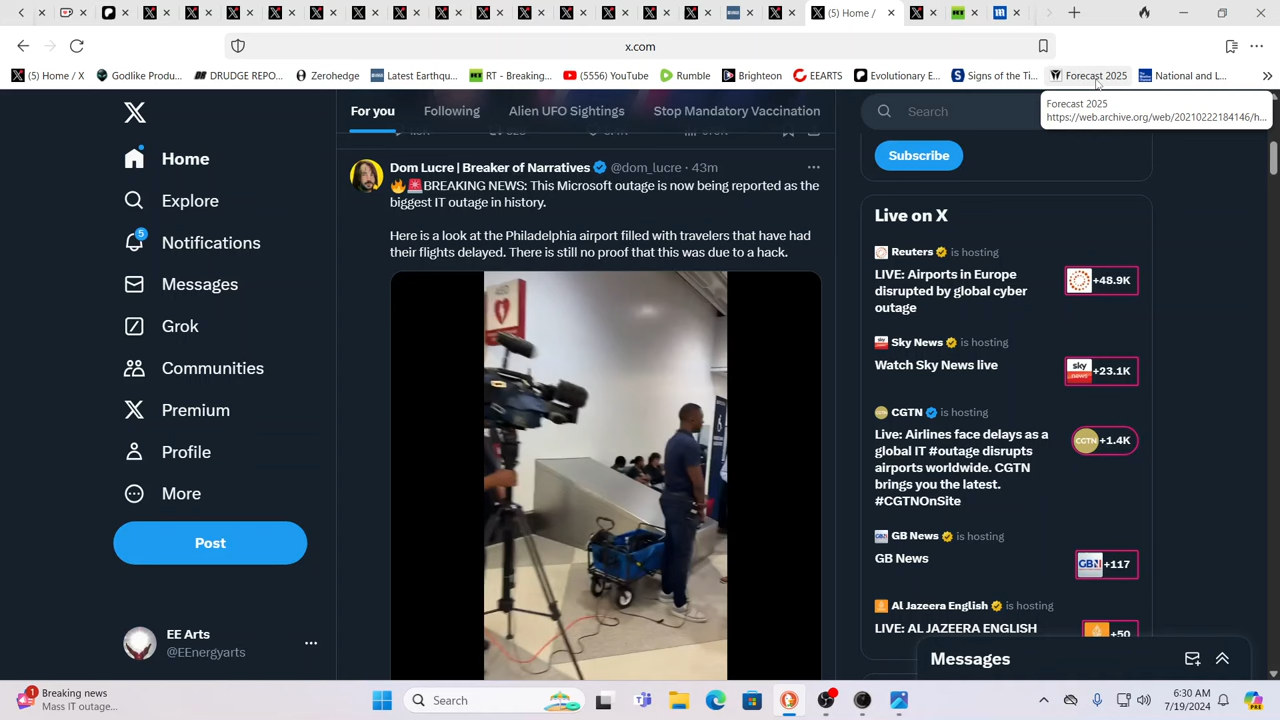 (5) Home /
x.com
(5) Home / X
Godlike Produ...
DRUDGE REPO...
Zerohedge
Latest Earthqu...
RT - Breaking...
(5556) YouTube
Rumble
Brighteon
EEARTS
Evolutionary E...
Signs of the Ti...
Forecast 2025
National and L...
Forecast 2025
https://web.archive.org/web/20210222184146/h...
For you
Following
Alien UFO Sightings
Stop Mandatory Vaccination
Search
Home
Explore
5
Notifications
Messages
Grok
Communities
Premium
Profile
More
Post
EE Arts
@EEnergyarts
Dom Lucre | Breaker of Narratives @dom_lucre · 43m
BREAKING NEWS: This Microsoft outage is now being reported as the
biggest IT outage in history.
Here is a look at the Philadelphia airport filled with travelers that have had
their flights delayed. There is still no proof that this was due to a hack.
Subscribe
Live on X
Reuters is hosting
LIVE: Airports in Europe
disrupted by global cyber
outage
+48.9K
Sky News is hosting
Watch Sky News live
sky news
+23.1K
CGTN is hosting
Live: Airlines face delays as a
global IT #outage disrupts
airports worldwide. CGTN
brings you the latest.
#CGTNOnSite
CGTN
+1.4K
GB News is hosting
GB News
GBN
+117
Al Jazeera English is hosting
LIVE: AL JAZEERA ENGLISH
+50
Messages
1
Breaking news
Mass IT outage...
Search
6:30 AM
7/19/2024
PRE